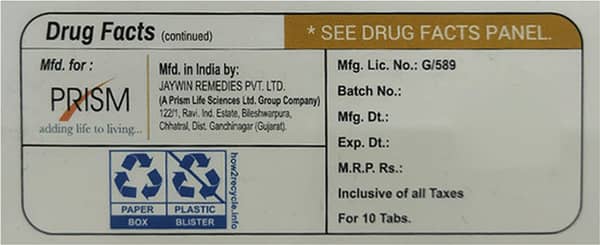 Drug Facts (continued)
* SEE DRUG FACTS PANEL.
Mfd. for :
PRISM
adding life to living...
Mfd. in India by:
JAYWIN REMEDIES PVT. LTD.
(A Prism Life Sciences Ltd. Group Company)
122/1, Ravi. Ind. Estate, Bileshwarpura,
Chhatral, Dist. Gandhinagar (Gujarat).
PAPER
BOX
PLASTIC
BLISTER
how2recycle.info
Mfg. Lic. No.: G/589
Batch No.:
Mfg. Dt.:
Exp. Dt.:
M.R.P. Rs.:
Inclusive of all Taxes
For 10 Tabs.